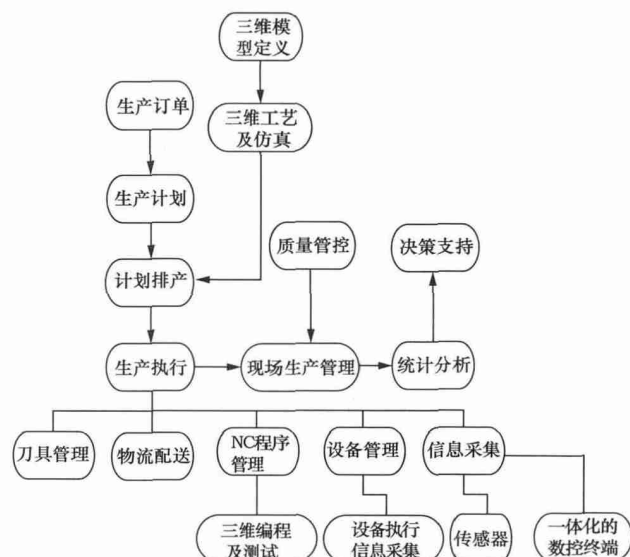 三维模
型定义
生产订单
三维工艺
及仿真
生产计划
质量管控
决策支持
计划排产
生产执行
现场生产管理
统计分析
刀具管理
物流配送
NC程序
管理
设备管理
信息采集
三维编程
及测试
设备执行
信息采集
传感器
一体化的
数控终端